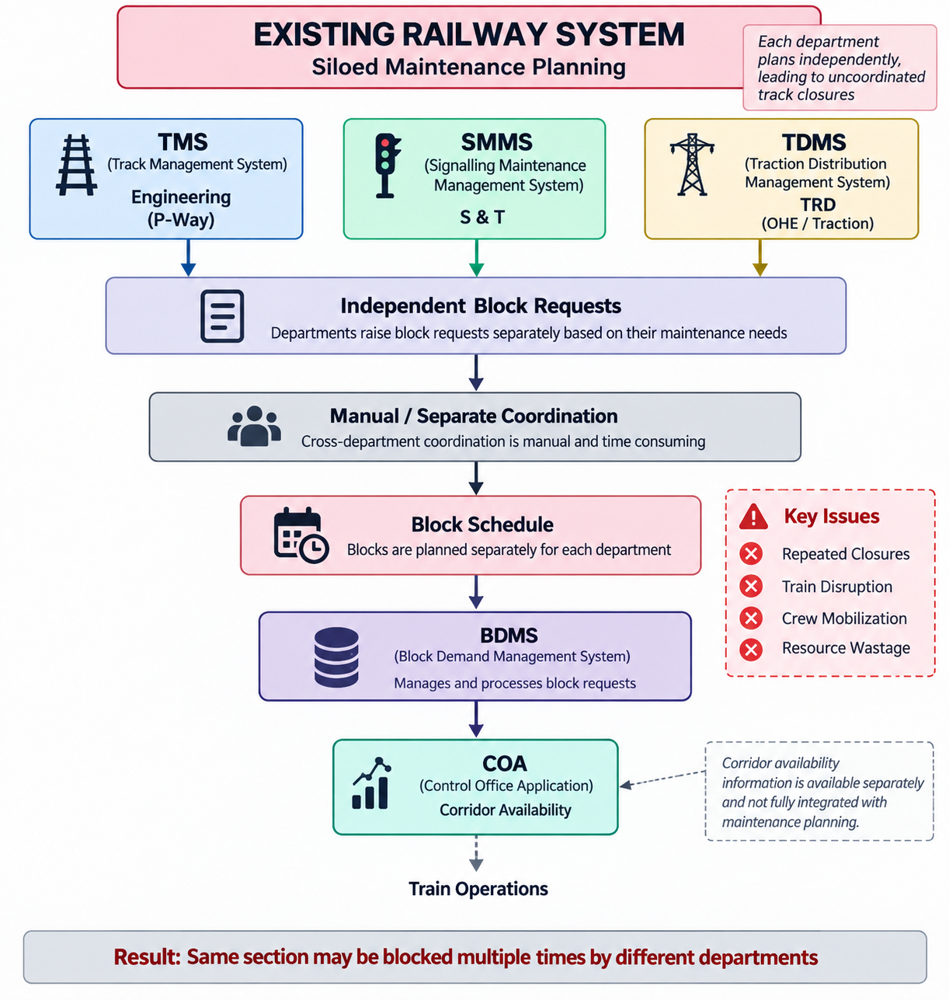 EXISTING RAILWAY SYSTEM
Siloed Maintenance Planning
Each department
plans independently,
leading to uncoordinated
track closures
TMS
(Track Management System)
Engineering
(P-Way)
SMMS
(Signalling Maintenance
Management System)
S & T
TDMS
(Traction Distribution
Management System)
TRD
(OHE / Traction)
Independent Block Requests
Departments raise block requests separately based on their maintenance needs
Manual / Separate Coordination
Cross-department coordination is manual and time consuming
Block Schedule
Blocks are planned separately for each department
Key Issues
Repeated Closures
Train Disruption
Crew Mobilization
Resource Wastage
BDMS
(Block Demand Management System)
Manages and processes block requests
COA
(Control Office Application)
Corridor Availability
Corridor availability
information is available separately
and not fully integrated with
maintenance planning.
Train Operations
Result: Same section may be blocked multiple times by different departments